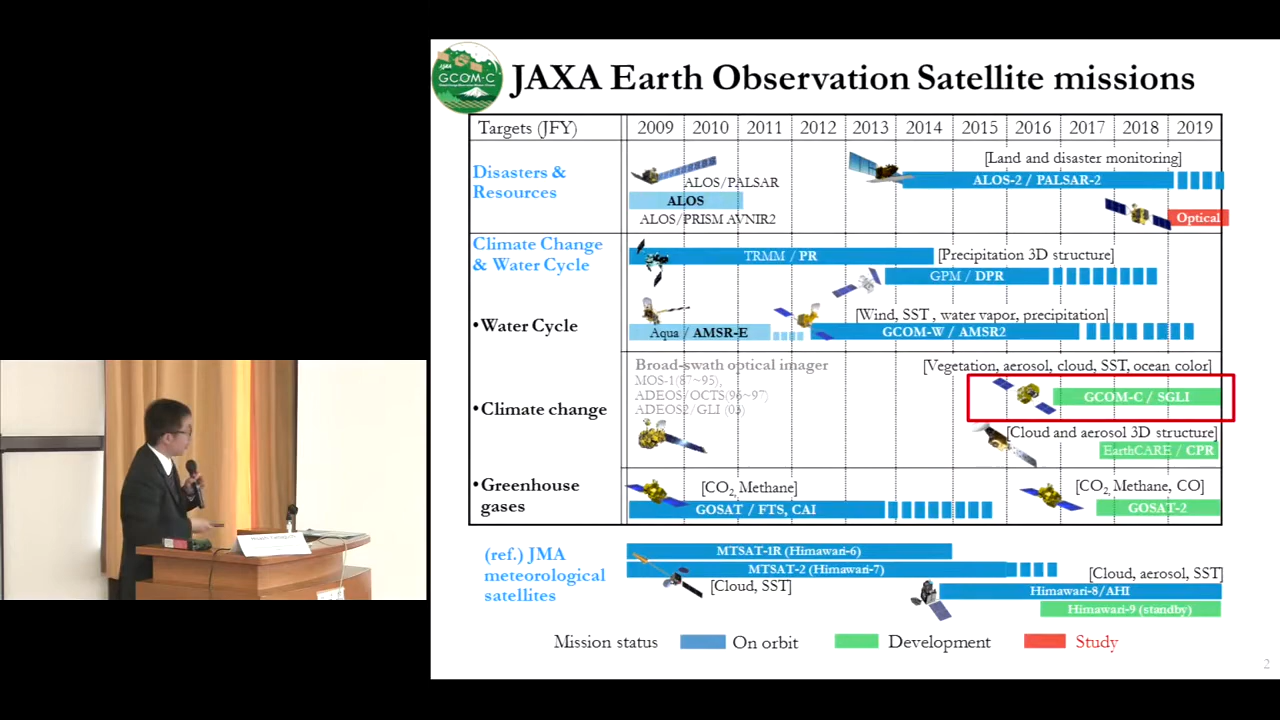 GCOM-C
JAXA Earth Observation Satellite missions
Targets (JFY) 2009 2010 2011 2012 2013 2014 2015 2016 2017 2018 2019
Disasters &
Resources
[Land and disaster monitoring]
ALOS/PALSAR
ALOS-2 / PALSAR-2
ALOS
ALOS/PRISM AVNIR2
Optical
Climate Change
& Water Cycle
TRMM / PR
[Precipitation 3D structure]
GPM / DPR
•Water Cycle
[Wind, SST , water vapor, precipitation]
Aqua / AMSR-E
GCOM-W / AMSR2
•Climate change
Broad-swath optical imager
MOS-1(87~95),
ADEOS/OCTS(96~97)
ADEOS2/GLI (03)
[Vegetation, aerosol, cloud, SST, ocean color]
GCOM-C / SGLI
[Cloud and aerosol 3D structure]
EarthCARE / CPR
•Greenhouse
gases
[CO2, Methane]
GOSAT / FTS, CAI
[CO2, Methane, CO]
GOSAT-2
(ref.) JMA
meteorological
satellites
MTSAT-1R (Himawari-6)
MTSAT-2 (Himawari-7)
[Cloud, SST]
[Cloud, aerosol, SST]
Himawari-8/AHI
Himawari-9 (standby)
Mission status On orbit Development Study
2